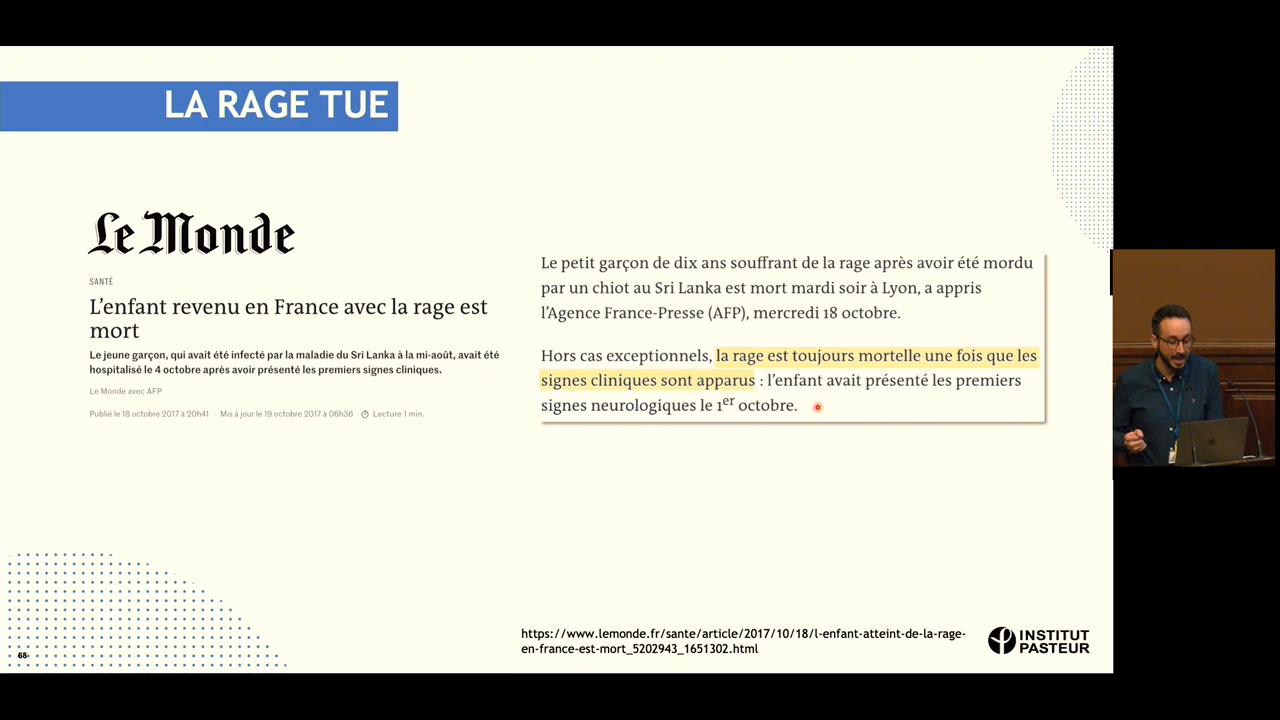 LA RAGE TUE
Le Monde
SANTÉ
L’enfant revenu en France avec la rage est
mort
Le jeune garçon, qui avait été infecté par la maladie du Sri Lanka à la mi-août, avait été
hospitalisé le 4 octobre après avoir présenté les premiers signes cliniques.
Le Monde avec AFP
Publié le 18 octobre 2017 à 20h41 · Mis à jour le 19 octobre 2017 à 06h36 · Lecture 1 min.
Le petit garçon de dix ans souffrant de la rage après avoir été mordu
par un chiot au Sri Lanka est mort mardi soir à Lyon, a appris
l’Agence France-Presse (AFP), mercredi 18 octobre.
Hors cas exceptionnels, la rage est toujours mortelle une fois que les
signes cliniques sont apparus : l’enfant avait présenté les premiers
signes neurologiques le 1er octobre.
https://www.lemonde.fr/sante/article/2017/10/18/l-enfant-atteint-de-la-rage-
en-france-est-mort_5202943_1651302.html
INSTITUT
PASTEUR
68